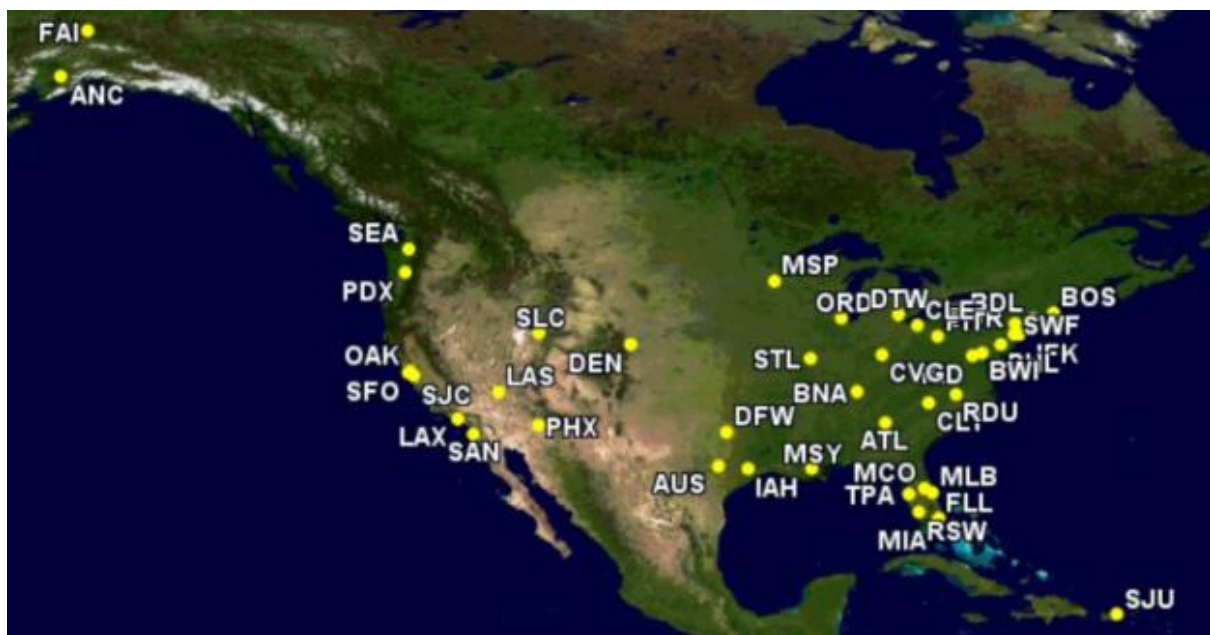 FAI
ANC
SEA
PDX
MSP
ORD
DTW
CLE
BDL
BOS
SWF
SLC
DEN
STL
OAK
SFO
SJC
LAS
BNA
BWI
RDU
LAX
SAN
PHX
DFW
ATL
AUS
IAH
MSY
MCO
TPA
MLB
FLL
RSW
MIA
SJU